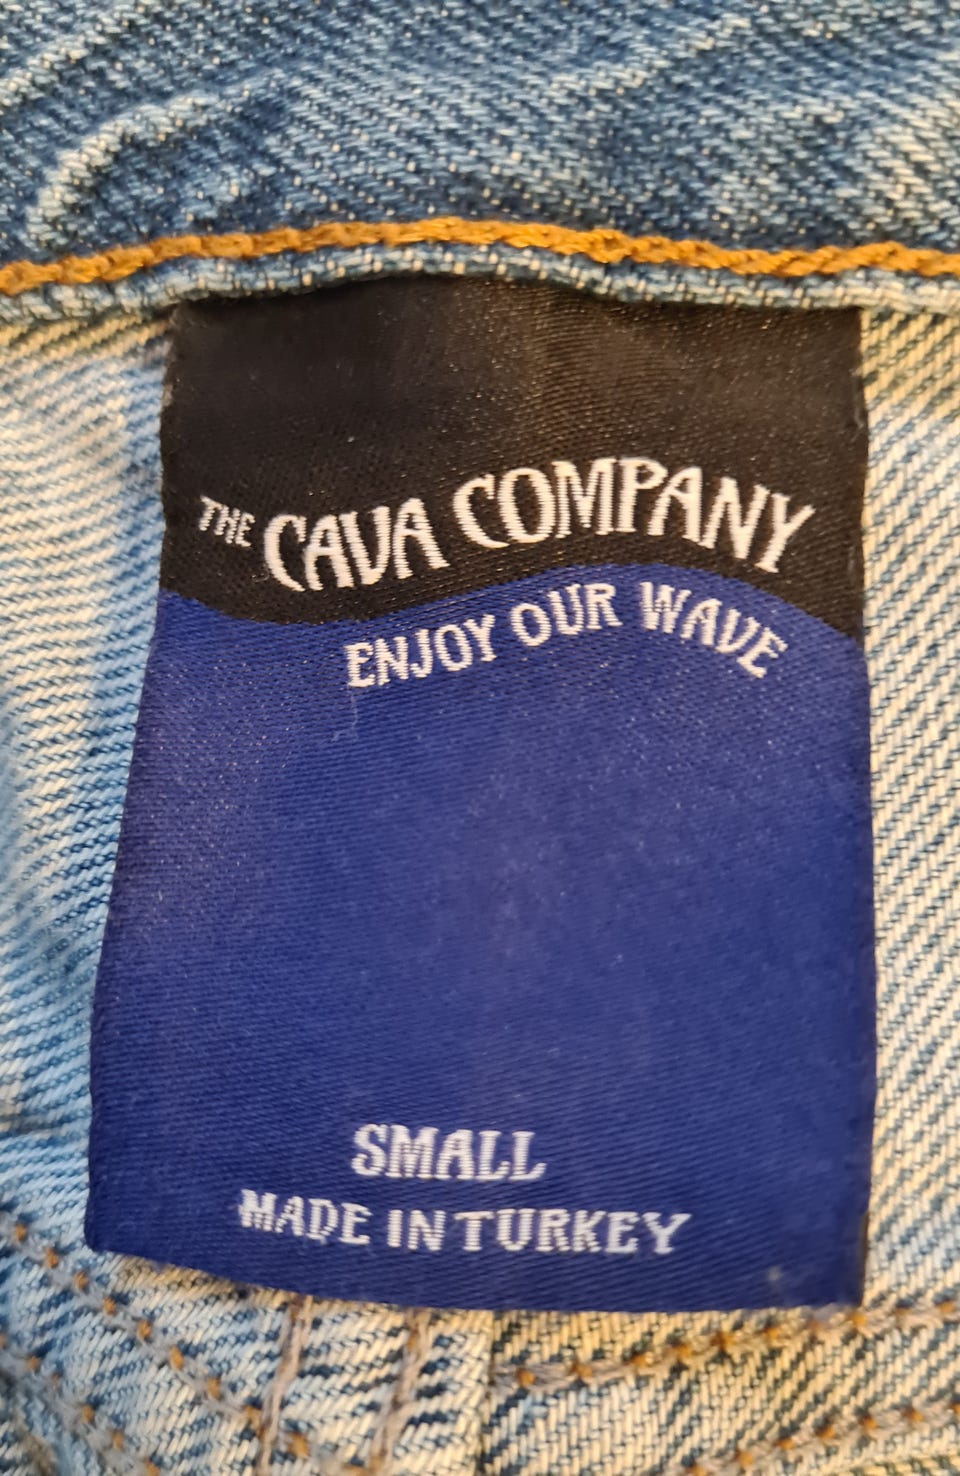 THE CAVA COMPANY
ENJOY OUR WAVE
SMALL
MADE IN TURKEY